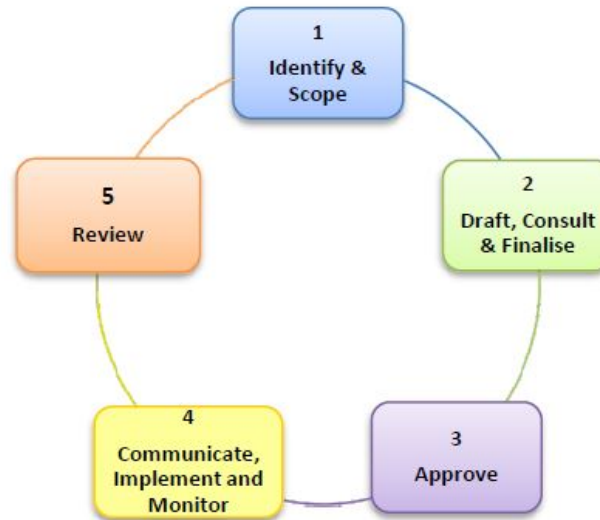 1
Identify &
Scope
2
Draft, Consult
& Finalise
3
Approve
4
Communicate,
Implement and
Monitor
5
Review